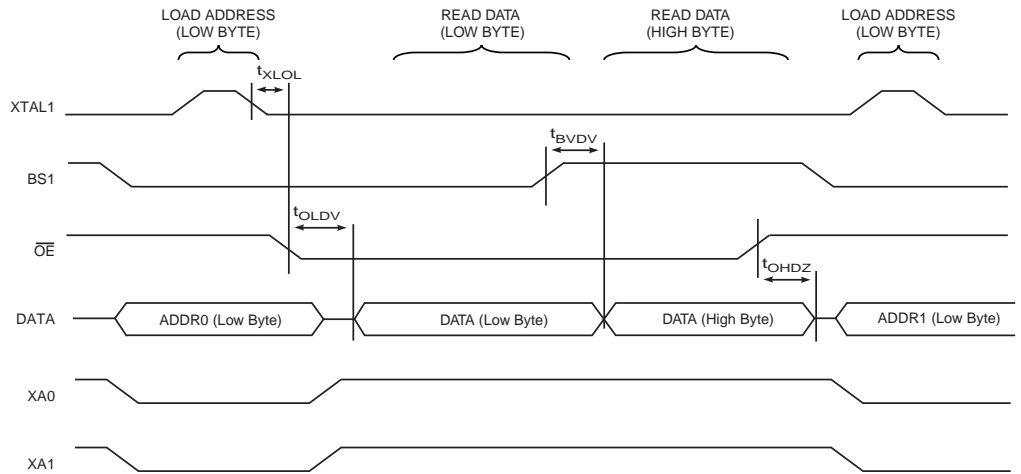 LOAD ADDRESS
(LOW BYTE)
READ DATA
(LOW BYTE)
READ DATA
(HIGH BYTE)
LOAD ADDRESS
(LOW BYTE)
tXLOL
XTAL1
tBVDV
BS1
tOLDV
OE
tOHDZ
DATA
ADDR0 (Low Byte)
DATA (Low Byte)
DATA (High Byte)
ADDR1 (Low Byte)
XA0
XA1